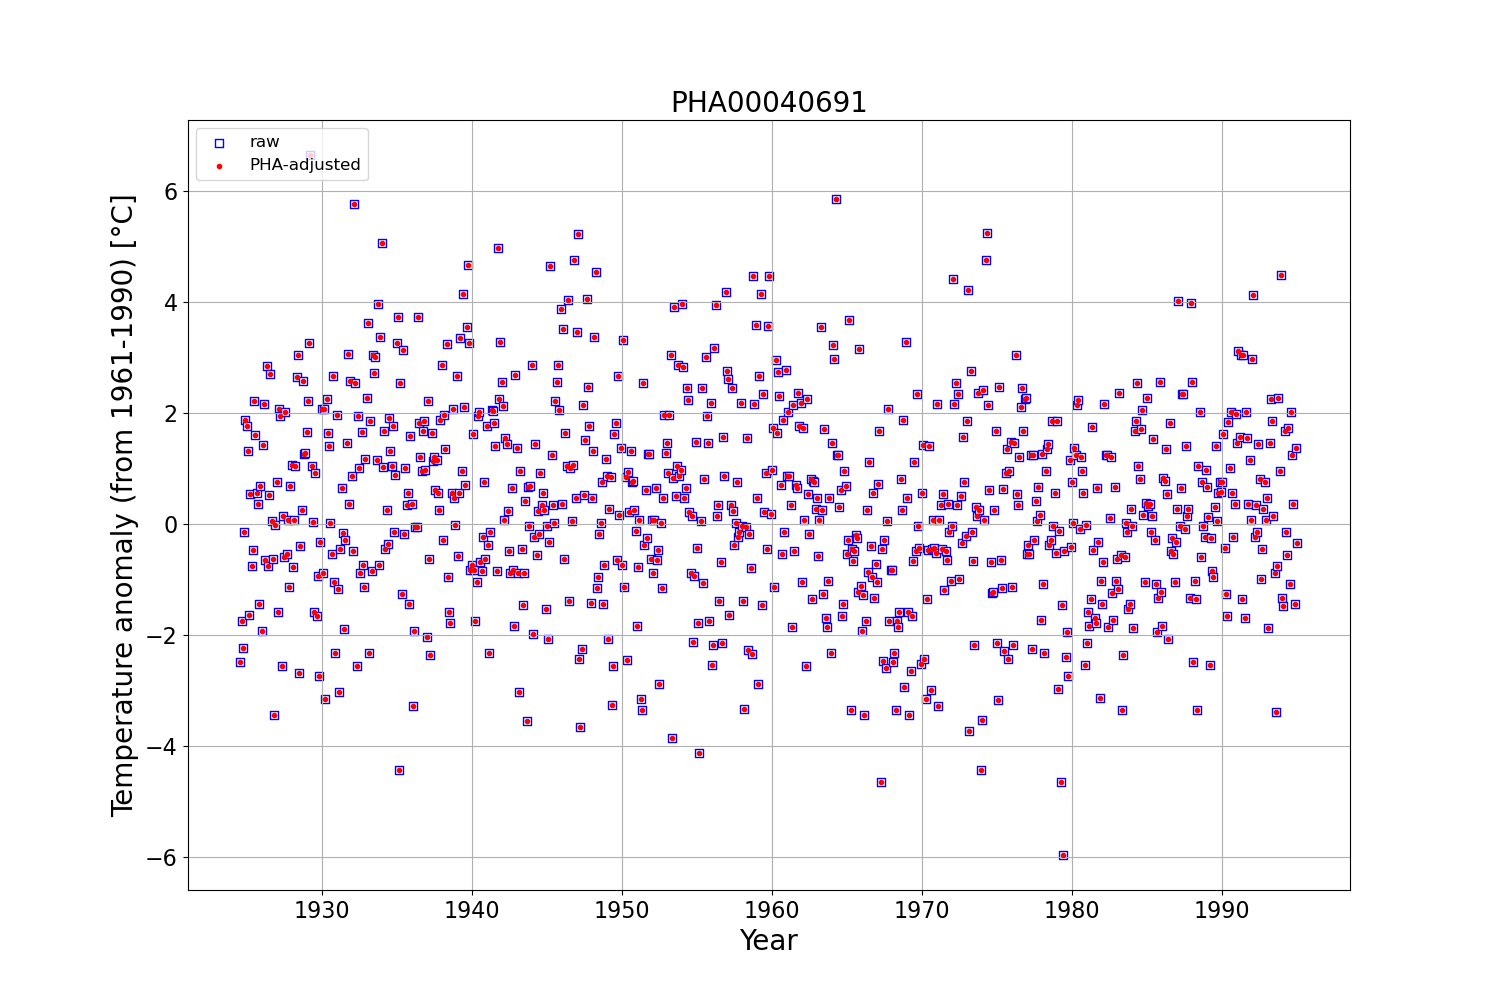 PHA00040691
raw
PHA-adjusted
Temperature anomaly (from 1961-1990) [°C]
6
4
2
0
−2
−4
−6
1930 1940 1950 1960 1970 1980 1990
Year